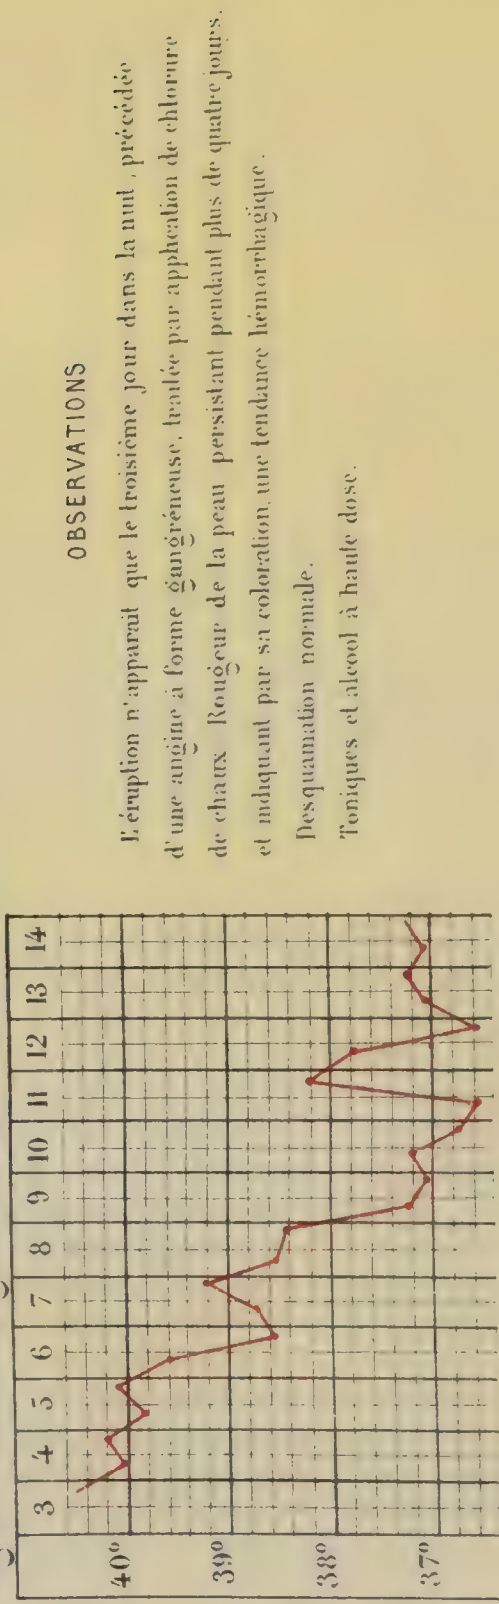 3 4 5 6 7 8 9 10 11 12 13 14
40°
39°
38°
37°
OBSERVATIONS
L'éruption n'apparait que le troisième jour dans la nuit, précédée
d'une angine à forme gangréneuse, traitée par application de chlorure
de chaux Rougeur de la peau persistant pendant plus de quatre jours.
et indiquant par sa coloration, une tendance hémorrhagique.
Desquamation normale.
Toniques et alcool à haute dose.